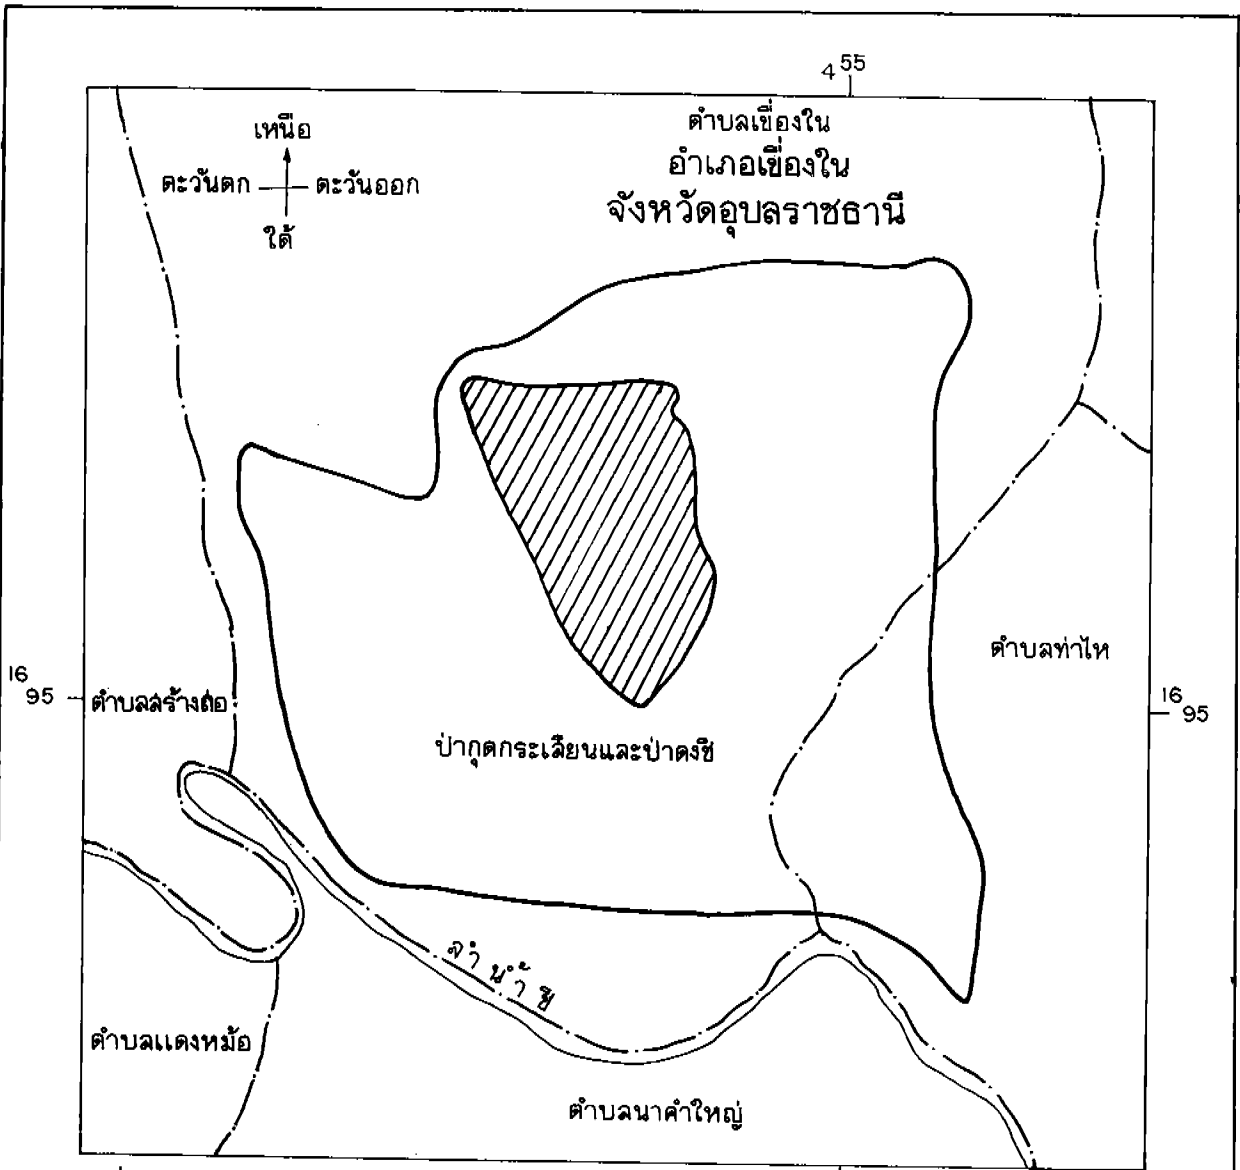 4 55
ตำบลเขื่องใน
อำเภอเขื่องใน
จังหวัดอุบลราชธานี
เหนือ
ตะวันตก ตะวันออก
ใต้
ตำบลท่าไห
16 95
ตำบลสร้างถ่อ
16 95
ป่ากุดกระเสียนและป่าดงชี
ลำน้ำชี
ตำบลแดงหม้อ
ตำบลนาคำใหญ่